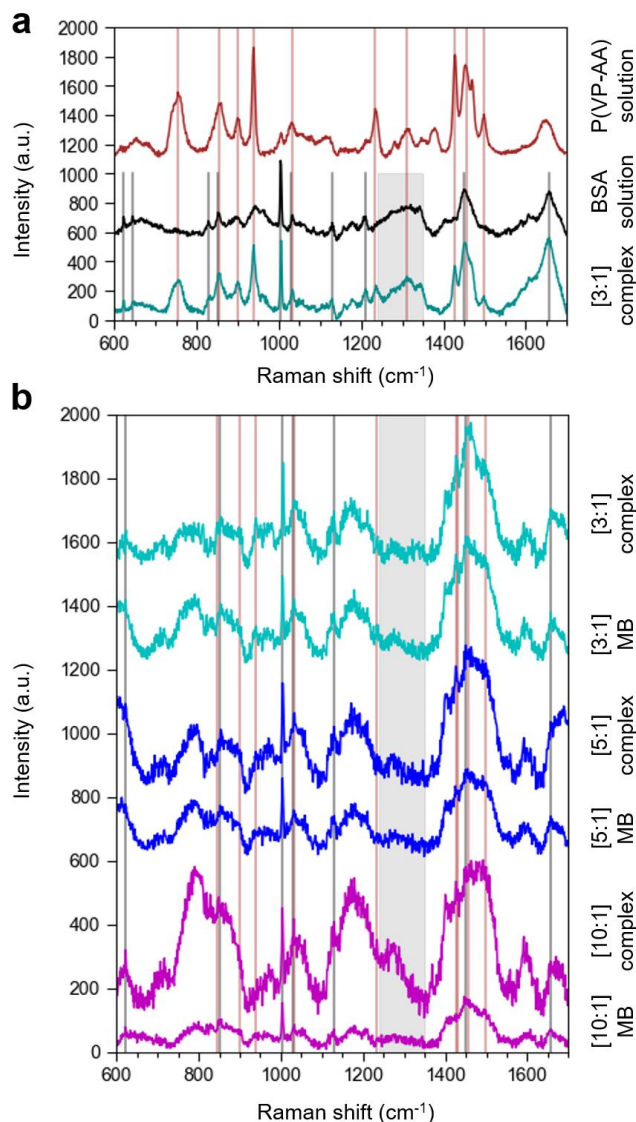 a
2000
1800
1600
1400
1200
1000
800
600
400
200
0
Intensity (a.u.)
600
800
1000
1200
1400
1600
Raman shift (cm-1)
P(VP-AA)
solution
BSA
solution
[3:1]
complex
b
2000
1800
1600
1400
1200
1000
800
600
400
200
0
Intensity (a.u.)
600
800
1000
1200
1400
1600
Raman shift (cm-1)
[3:1]
complex
[3:1]
MB
[5:1]
complex
[5:1]
MB
[10:1]
complex
[10:1]
MB